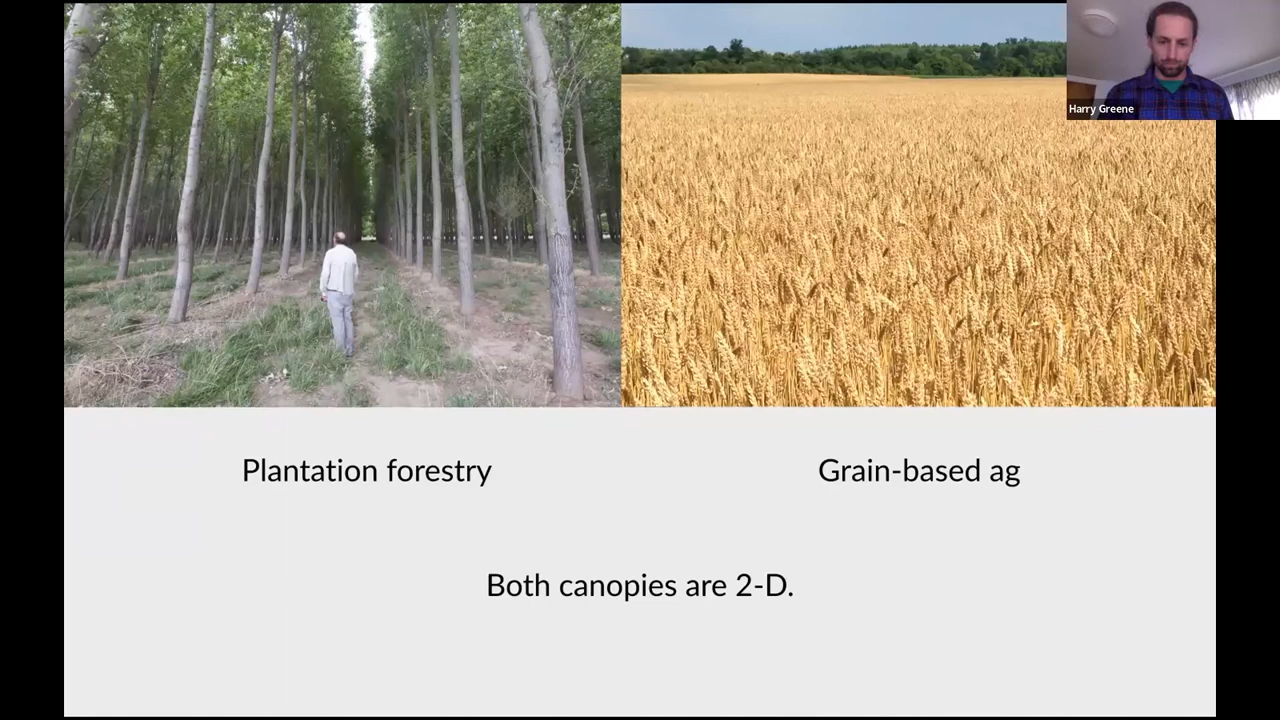 Harry Greene
Plantation forestry
Grain-based ag
Both canopies are 2-D.